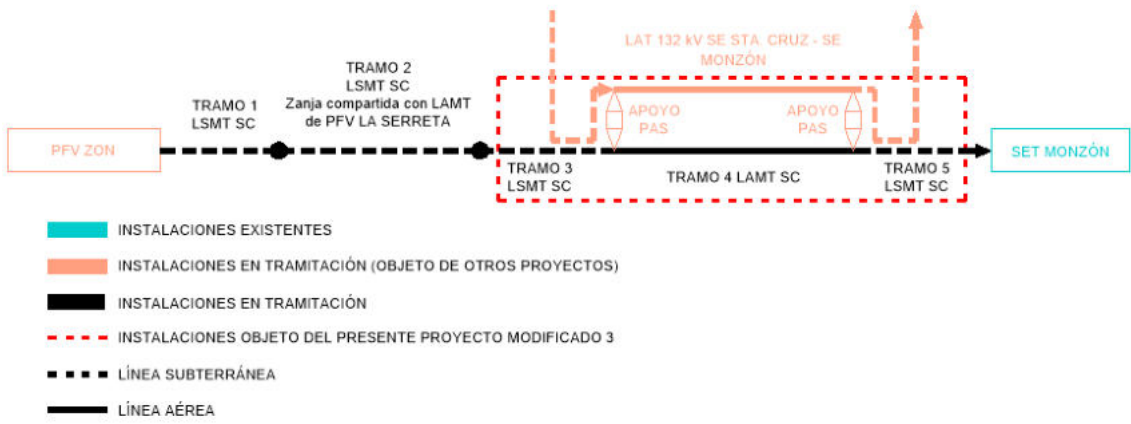 LAT 132 kV SE STA. CRUZ - SE
MONZÓN
TRAMO 2
LSMT SC
Zanja compartida con LAMT
de PFV LA SERRETA
TRAMO 1
LSMT SC
APOYO
PAS
APOYO
PAS
PFV ZON
SET MONZÓN
TRAMO 3
LSMT SC
TRAMO 4 LAMT SC
TRAMO 5
LSMT SC
INSTALACIONES EXISTENTES
INSTALACIONES EN TRAMITACIÓN (OBJETO DE OTROS PROYECTOS)
INSTALACIONES EN TRAMITACIÓN
INSTALACIONES OBJETO DEL PRESENTE PROYECTO MODIFICADO 3
LÍNEA SUBTERRÁNEA
LÍNEA AÉREA